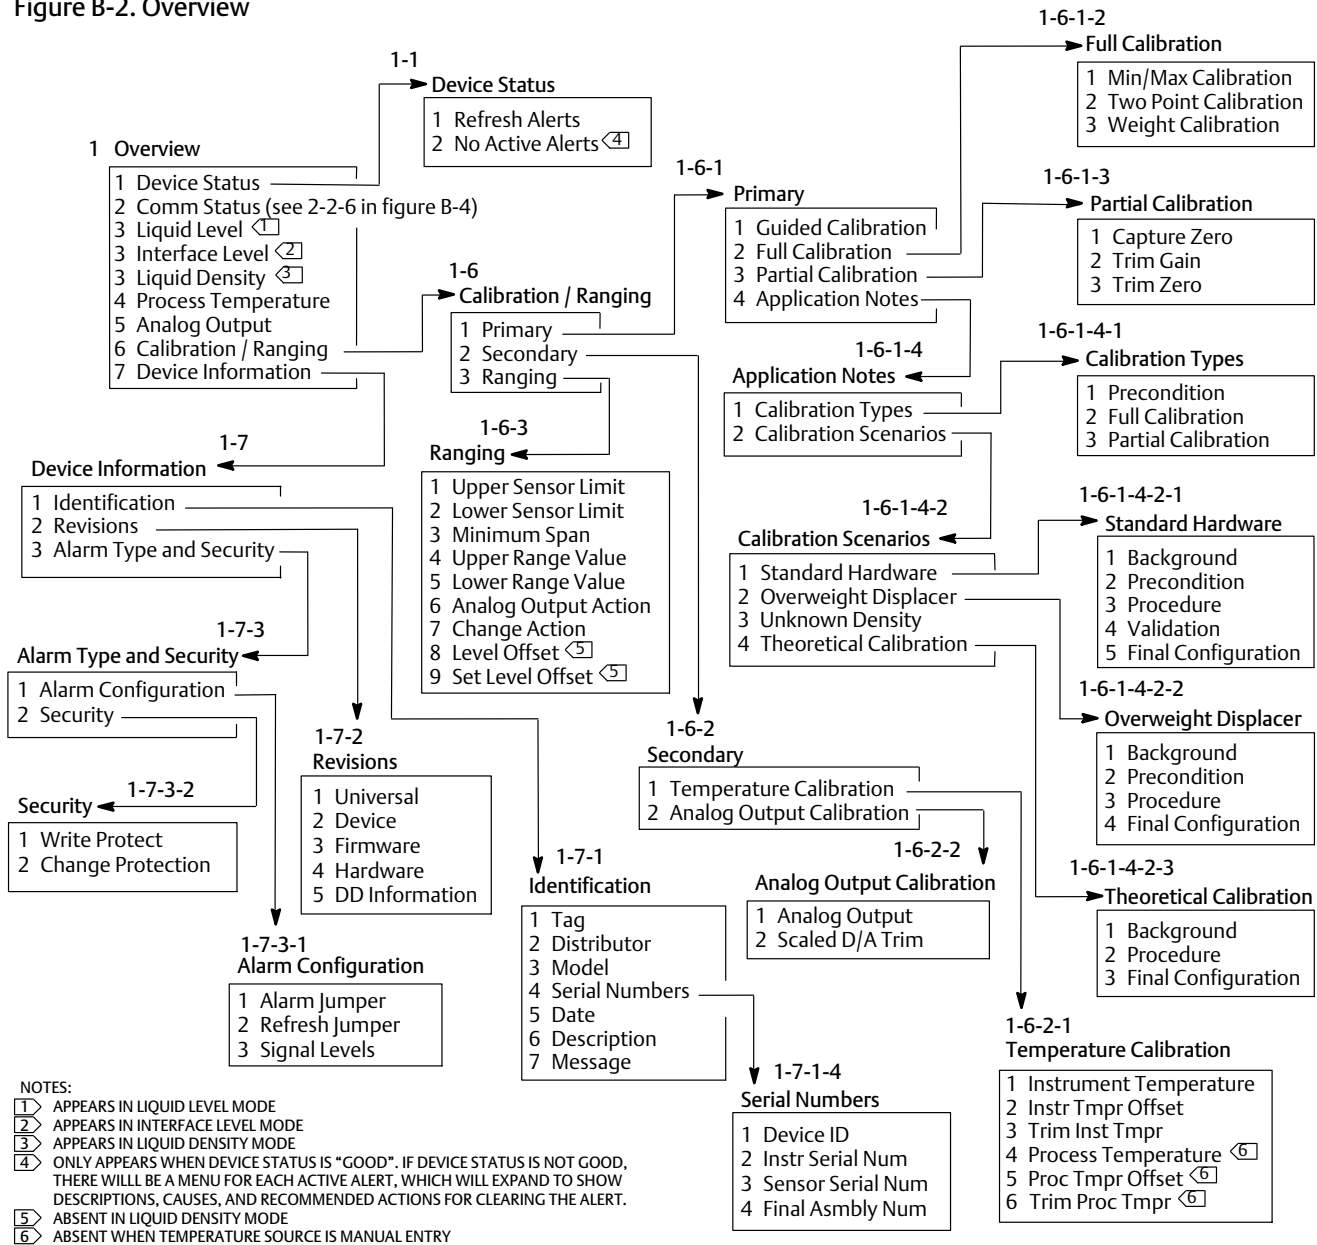 Figure B-2. Overview
1 Overview
1 Device Status
2 Comm Status (see 2-2-6 in figure B-4)
3 Liquid Level 1
3 Interface Level 2
3 Liquid Density 3
4 Process Temperature
5 Analog Output
6 Calibration / Ranging
7 Device Information
1-1
Device Status
1 Refresh Alerts
2 No Active Alerts 4
1-6
Calibration / Ranging
1 Primary
2 Secondary
3 Ranging
1-6-1
Primary
1 Guided Calibration
2 Full Calibration
3 Partial Calibration
4 Application Notes
1-6-1-2
Full Calibration
1 Min/Max Calibration
2 Two Point Calibration
3 Weight Calibration
1-6-1-3
Partial Calibration
1 Capture Zero
2 Trim Gain
3 Trim Zero
1-6-1-4
Application Notes
1 Calibration Types
2 Calibration Scenarios
1-6-1-4-1
Calibration Types
1 Precondition
2 Full Calibration
3 Partial Calibration
1-6-1-4-2
Calibration Scenarios
1 Standard Hardware
2 Overweight Displacer
3 Unknown Density
4 Theoretical Calibration
1-6-1-4-2-1
Standard Hardware
1 Background
2 Precondition
3 Procedure
4 Validation
5 Final Configuration
1-6-1-4-2-2
Overweight Displacer
1 Background
2 Precondition
3 Procedure
4 Final Configuration
1-6-1-4-2-3
Theoretical Calibration
1 Background
2 Procedure
3 Final Configuration
1-7
Device Information
1 Identification
2 Revisions
3 Alarm Type and Security
1-6-3
Ranging
1 Upper Sensor Limit
2 Lower Sensor Limit
3 Minimum Span
4 Upper Range Value
5 Lower Range Value
6 Analog Output Action
7 Change Action
8 Level Offset 5
9 Set Level Offset 5
1-7-3
Alarm Type and Security
1 Alarm Configuration
2 Security
1-7-3-2
Security
1 Write Protect
2 Change Protection
1-7-2
Revisions
1 Universal
2 Device
3 Firmware
4 Hardware
5 DD Information
1-7-3-1
Alarm Configuration
1 Alarm Jumper
2 Refresh Jumper
3 Signal Levels
1-7-1
Identification
1 Tag
2 Distributor
3 Model
4 Serial Numbers
5 Date
6 Description
7 Message
1-7-1-4
Serial Numbers
1 Device ID
2 Instr Serial Num
3 Sensor Serial Num
4 Final Asmbly Num
1-6-2
Secondary
1 Temperature Calibration
2 Analog Output Calibration
1-6-2-2
Analog Output Calibration
1 Analog Output
2 Scaled D/A Trim
1-6-2-1
Temperature Calibration
1 Instrument Temperature
2 Instr Tmpr Offset
3 Trim Inst Tmpr
4 Process Temperature 6
5 Proc Tmpr Offset 6
6 Trim Proc Tmpr 6
NOTES:
1 APPEARS IN LIQUID LEVEL MODE
2 APPEARS IN INTERFACE LEVEL MODE
3 APPEARS IN LIQUID DENSITY MODE
4 ONLY APPEARS WHEN DEVICE STATUS IS “GOOD”. IF DEVICE STATUS IS NOT GOOD,
THERE WILLL BE A MENU FOR EACH ACTIVE ALERT, WHICH WILL EXPAND TO SHOW
DESCRIPTIONS, CAUSES, AND RECOMMENDED ACTIONS FOR CLEARING THE ALERT.
5 ABSENT IN LIQUID DENSITY MODE
6 ABSENT WHEN TEMPERATURE SOURCE IS MANUAL ENTRY